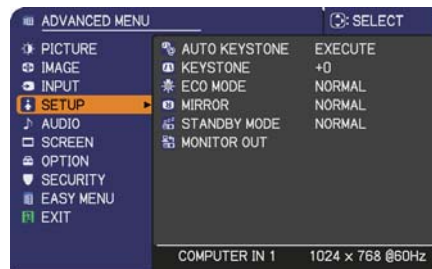 ADVANCED MENU : SELECT
PICTURE AUTO KEYSTONE EXECUTE
IMAGE KEYSTONE +0
INPUT ECO MODE NORMAL
SETUP MIRROR NORMAL
AUDIO STANDBY MODE NORMAL
SCREEN MONITOR OUT
OPTION
SECURITY
EASY MENU
EXIT
COMPUTER IN 1 1024 x 768 @60Hz